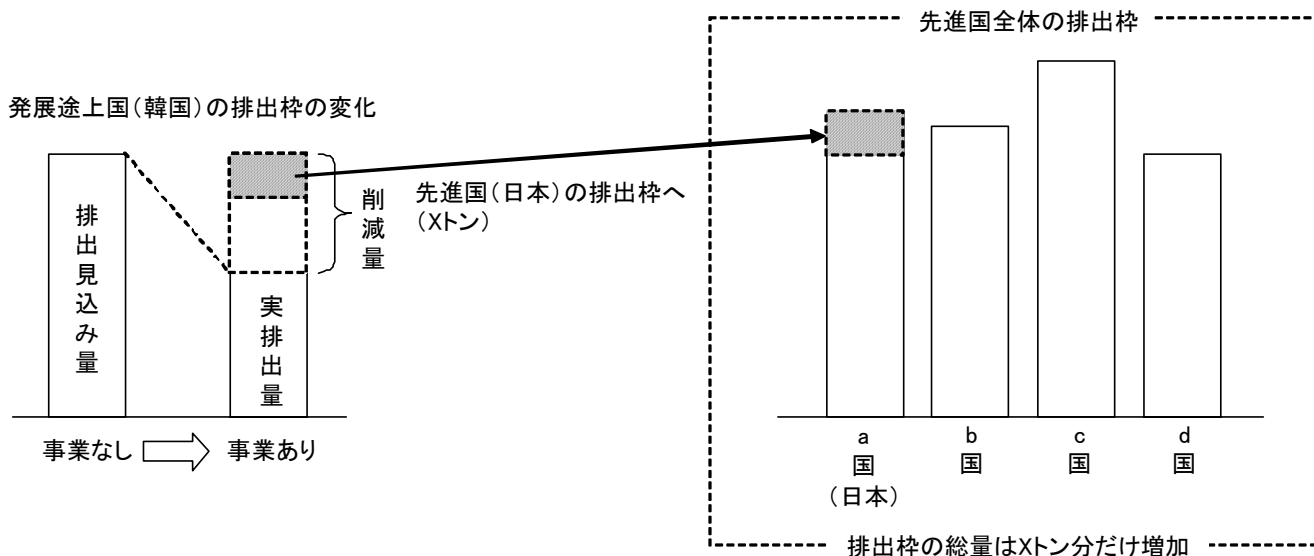 先進国全体の排出枠
発展途上国(韓国)の排出枠の変化
排出見込み量
実排出量
削減量
先進国(日本)の排出枠へ
(Xトン)
事業なし
事業あり
a
国
(日本)
b
国
c
国
d
国
排出枠の総量はXトン分だけ増加